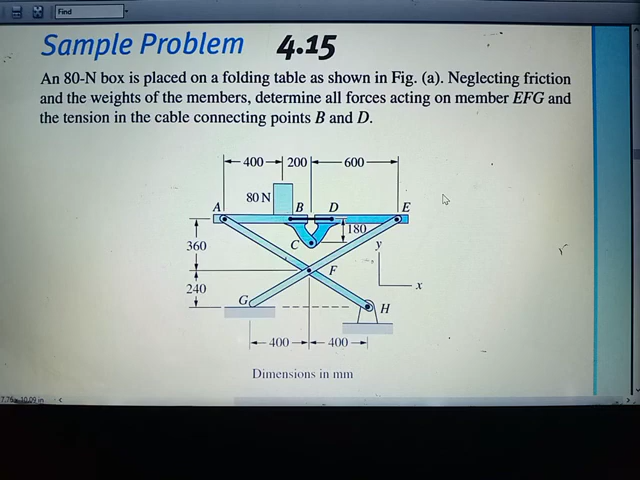 Find
Sample Problem 4.15
An 80-N box is placed on a folding table as shown in Fig. (a). Neglecting friction
and the weights of the members, determine all forces acting on member EFG and
the tension in the cable connecting points B and D.
400 200 600
80 N
A B D E
180
C y
360
F
x
240
G H
400 400
Dimensions in mm